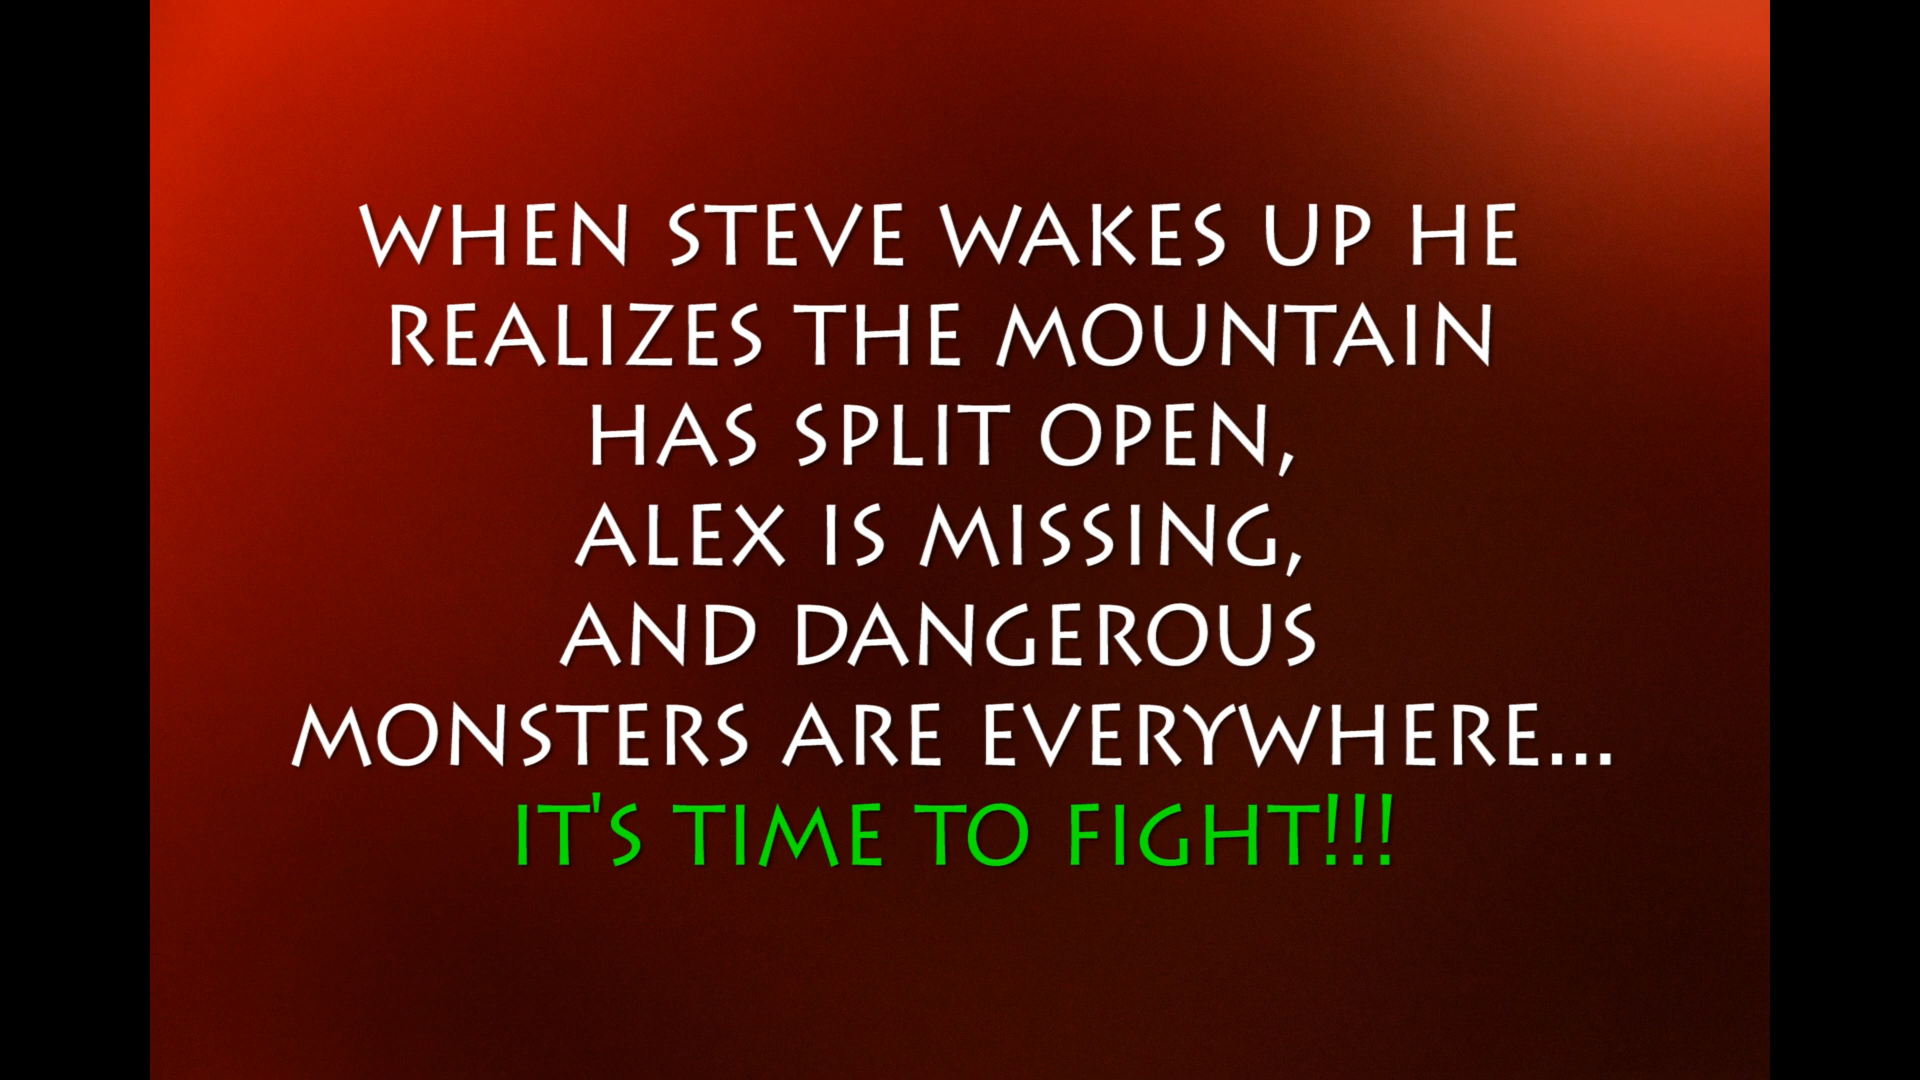 WHEN STEVE WAKES UP HE
REALIZES THE MOUNTAIN
HAS SPLIT OPEN,
ALEX IS MISSING,
AND DANGEROUS
MONSTERS ARE EVERYWHERE...
IT'S TIME TO FIGHT!!!